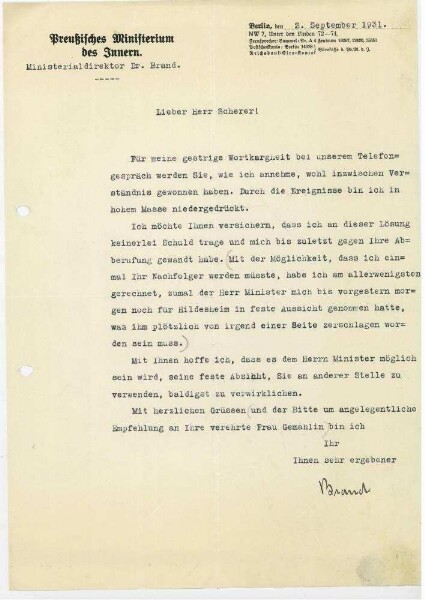 Preußisches Ministerium
des Innern.
Ministerialdirektor Dr. Brand.
Berlin, den 2. September 1931.
NW 7, Unter den Linden 72–74
Lieber Herr Scherer!
Für meine gestrige Wortkargheit bei unserem Telefon-
gespräch werden Sie, wie ich annehme, wohl inzwischen Ver-
ständnis gewonnen haben. Durch die Ereignisse bin ich in
hohem Masse niedergedrückt.
Ich möchte Ihnen versichern, dass ich an dieser Lösung
keinerlei Schuld trage und mich bis zuletzt gegen Ihre Ab-
berufung gewandt habe. (Mit der Möglichkeit, dass ich ein-
mal Ihr Nachfolger werden müsste, habe ich am allerwenigsten
gerechnet, zumal der Herr Minister mich bis vorgestern mor-
gen noch für Hildesheim in feste Aussicht genommen hatte,
was ihm plötzlich von irgend einer Seite zerschlagen wor-
den sein muss.)
Mit Ihnen hoffe ich, dass es dem Herrn Minister möglich
sein wird, seine feste Absicht, Sie an anderer Stelle zu
verwenden, baldigst zu verwirklichen.
Mit herzlichen Grüssen (und der Bitte um angelegentliche
Empfehlung an Ihre verehrte Frau Gemahlin) bin ich
Ihr
Ihnen sehr ergebener
Brand